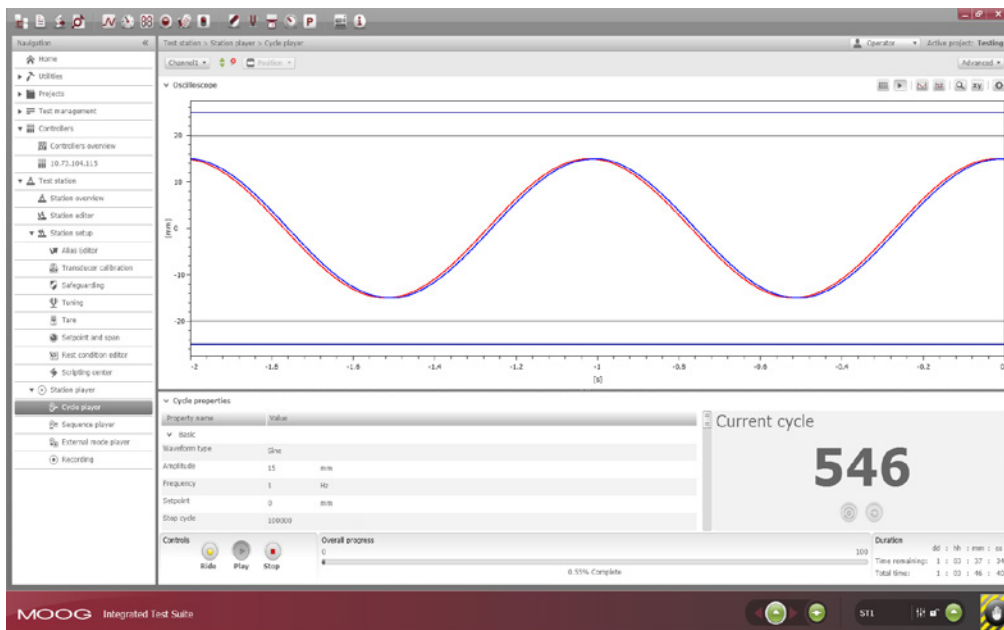 Navigation
Home
Utilities
Projects
Test management
Controllers
Controllers overview
10.73.104.115
Test station
Station overview
Station editor
Station setup
Alias Editor
Transducer calibration
Safeguarding
Tuning
Tare
Setpoint and span
Rest condition editor
Scripting center
Station player
Cycle player
Sequence player
External mode player
Recording
Test station > Station player > Cycle player
Operator
Active project: Testing
Channel1
Position
Advanced
Oscilloscope
xy
20
10
0
-10
-20
[mm]
-2 -1.8 -1.6 -1.4 -1.2 -1 -0.8 -0.6 -0.4 -0.2 0
[s]
Cycle properties
Property name Value
Basic
Waveform type Sine
Amplitude 15 mm
Frequency 1 Hz
Setpoint 0 mm
Stop cycle 100000
Current cycle
546
Controls
Ride Play Stop
Overall progress
0 100
0.55% Complete
Duration
dd : hh : mm : ss
Time remaining: 1 : 03 : 37 : 34
Total time: 1 : 03 : 46 : 40
MOOG Integrated Test Suite
ST1